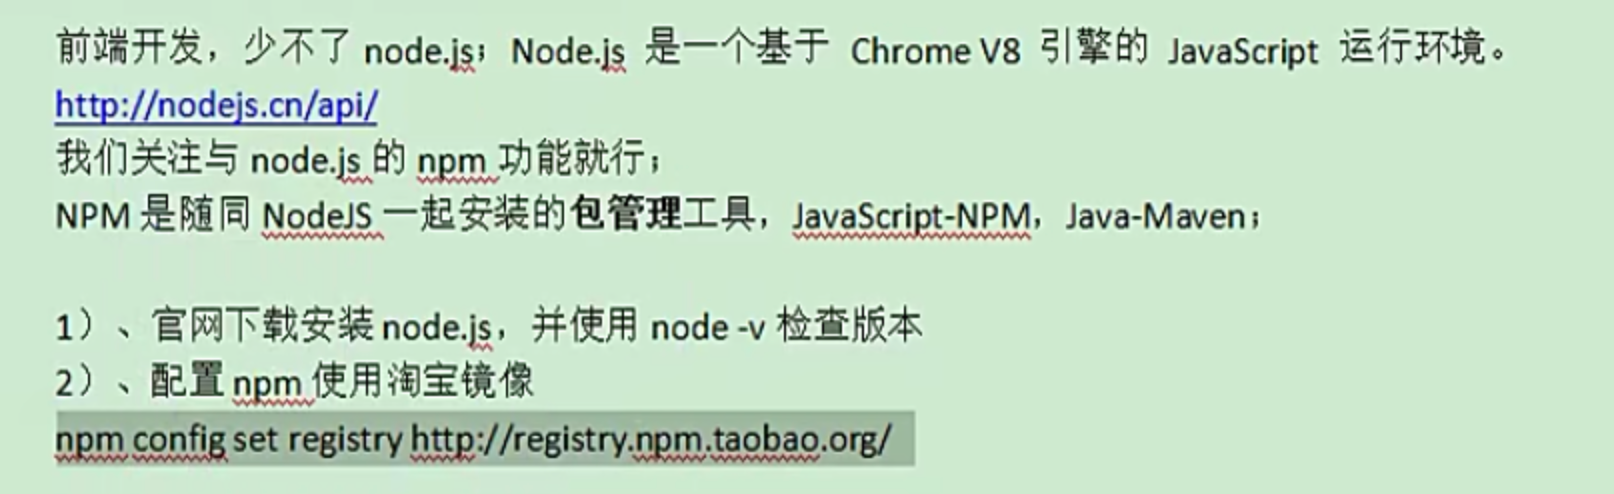 前端开发，少不了 node.js；Node.js 是一个基于 Chrome V8 引擎的 JavaScript 运行环境。
http://nodejs.cn/api/
我们关注与 node.js 的 npm 功能就行；
NPM 是随同 NodeJS 一起安装的包管理工具，JavaScript-NPM，Java-Maven；
1）、官网下载安装 node.js，并使用 node -v 检查版本
2）、配置 npm 使用淘宝镜像
npm config set registry http://registry.npm.taobao.org/